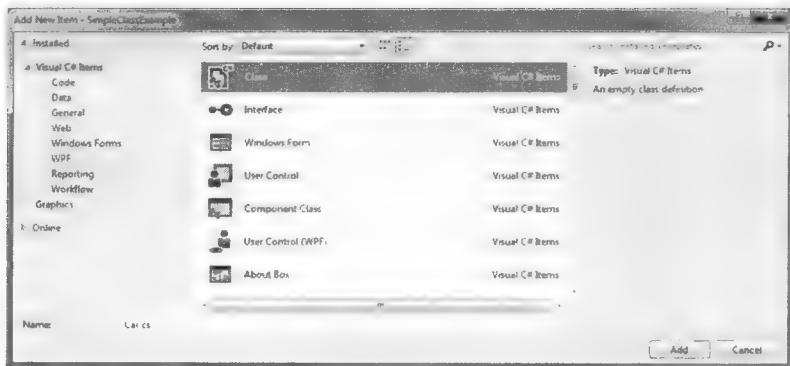 Add New Item - SimpleClassExample
Installed
Sort by: Default
Visual C# Items
Code
Data
General
Web
Windows Forms
WPF
Reporting
Workflow
Graphics
Online
Class Visual C# Items
Interface Visual C# Items
Windows Form Visual C# Items
User Control Visual C# Items
Component Class Visual C# Items
User Control (WPF) Visual C# Items
About Box Visual C# Items
Type: Visual C# Items
An empty class definition
Name: Car.cs
Add Cancel